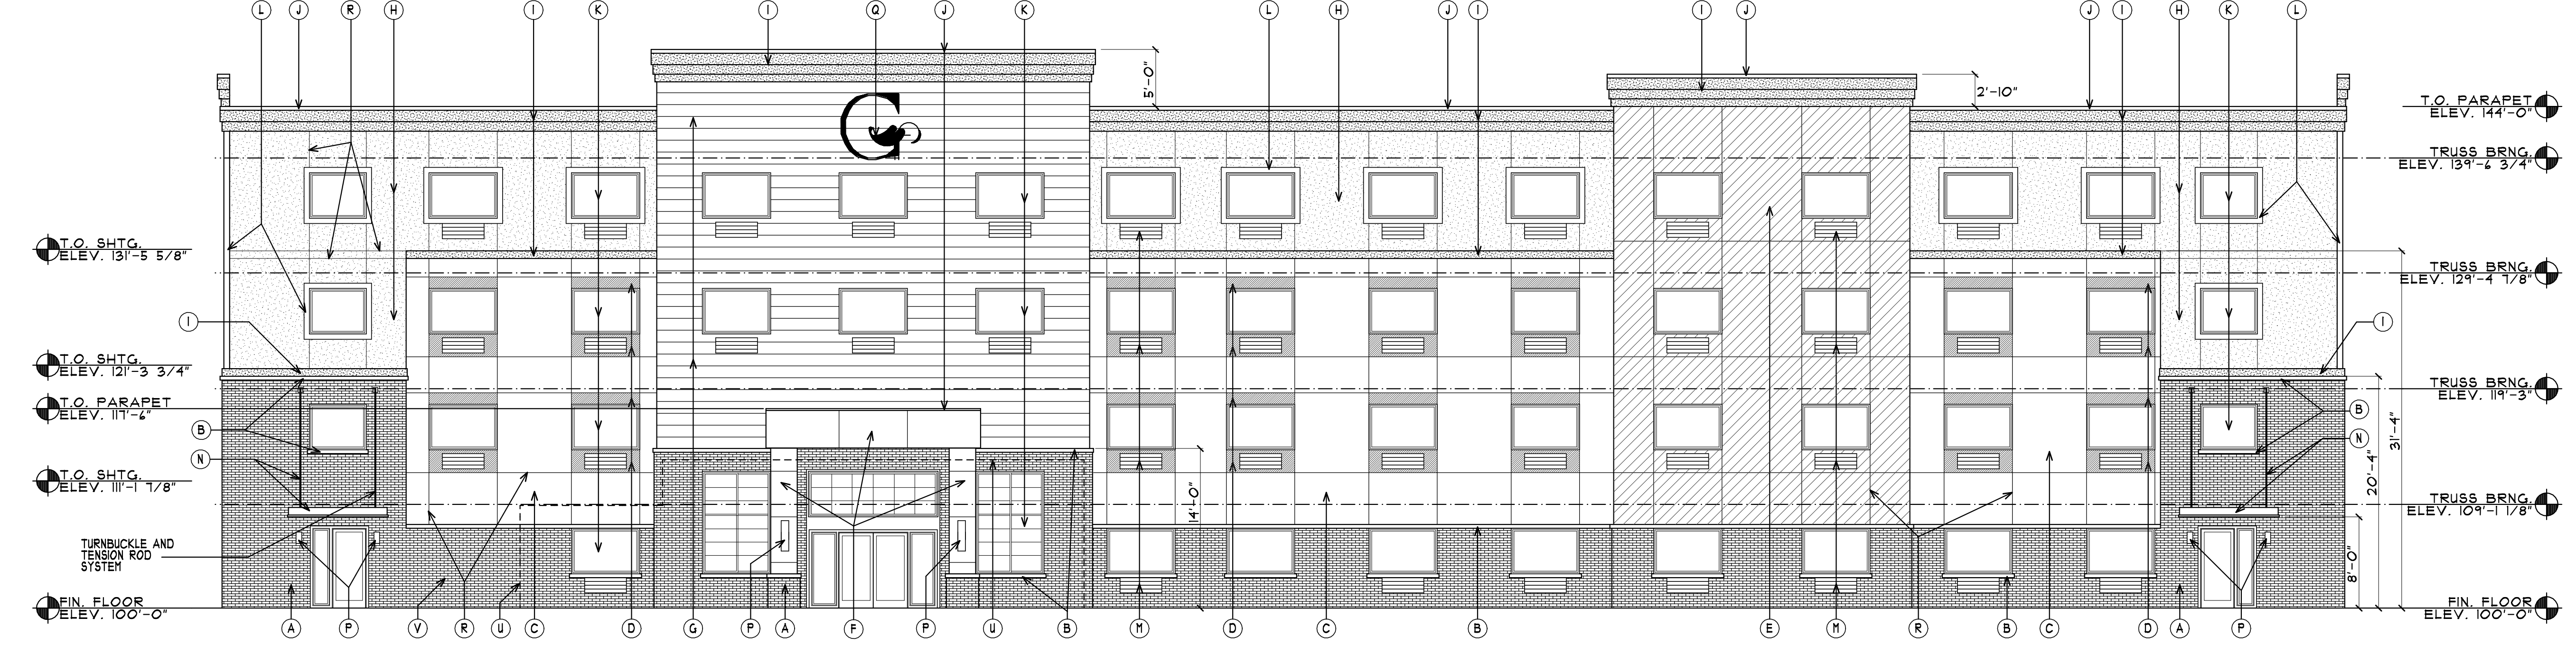 L J R H I K I Q J K L H J I I J J I H K L
5'-0"
2'-10"
G
T.O. PARAPET
ELEV. 144'-0"
TRUSS BRNG.
ELEV. 139'-6 3/4"
T.O. SHTG.
ELEV. 131'-5 5/8"
TRUSS BRNG.
ELEV. 129'-4 7/8"
I
I
T.O. SHTG.
ELEV. 121'-3 3/4"
TRUSS BRNG.
ELEV. 119'-3"
T.O. PARAPET
ELEV. 117'-6"
B
B
31'-4"
N
N
20'-4"
T.O. SHTG.
ELEV. 111'-1 7/8"
14'-0"
TRUSS BRNG.
ELEV. 109'-1 1/8"
TURNBUCKLE AND
TENSION ROD
SYSTEM
8'-0"
FIN. FLOOR
ELEV. 100'-0"
FIN. FLOOR
ELEV. 100'-0"
A P V R U C D G P A F P U B M D C B E M R B C D A P